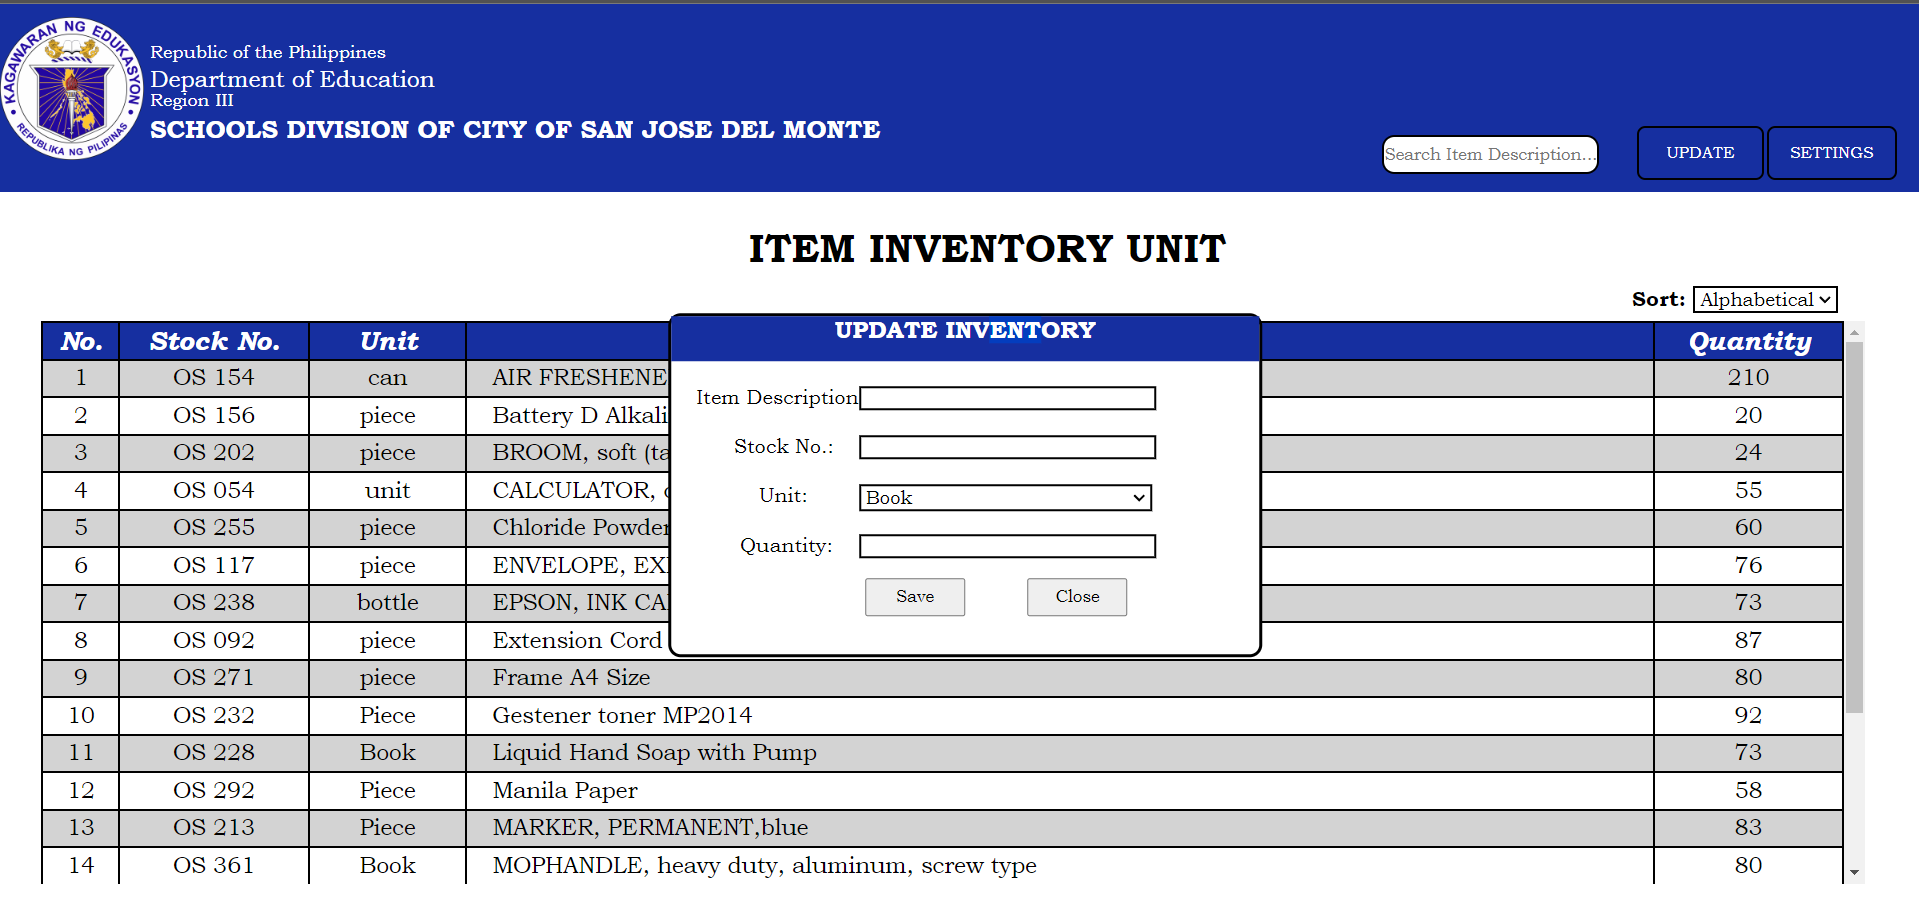 KAGAWARAN NG EDUKASYON
REPUBLIKA NG PILIPINAS
Republic of the Philippines
Department of Education
Region III
SCHOOLS DIVISION OF CITY OF SAN JOSE DEL MONTE
Search Item Description... UPDATE SETTINGS
ITEM INVENTORY UNIT
Sort: Alphabetical
No. Stock No. Unit Quantity
1 OS 154 can AIR FRESHENE 210
2 OS 156 piece Battery D Alkali 20
3 OS 202 piece BROOM, soft (ta 24
4 OS 054 unit CALCULATOR, 55
5 OS 255 piece Chloride Powder 60
6 OS 117 piece ENVELOPE, EX 76
7 OS 238 bottle EPSON, INK CA 73
8 OS 092 piece Extension Cord 87
9 OS 271 piece Frame A4 Size 80
10 OS 232 Piece Gestener toner MP2014 92
11 OS 228 Book Liquid Hand Soap with Pump 73
12 OS 292 Piece Manila Paper 58
13 OS 213 Piece MARKER, PERMANENT,blue 83
14 OS 361 Book MOPHANDLE, heavy duty, aluminum, screw type 80
UPDATE INVENTORY
Item Description
Stock No.:
Unit: Book
Quantity:
Save Close